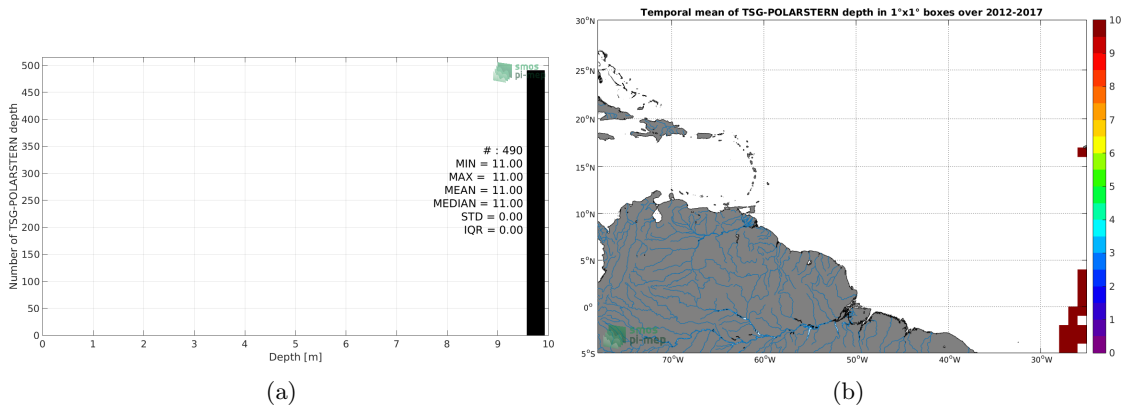 Temporal mean of TSG-POLARSTERN depth in 1°x1° boxes over 2012-2017
Number of TSG-POLARSTERN depth
500
450
400
350
300
250
200
150
100
50
0
smos
pi-map
# : 490
MIN = 11.00
MAX = 11.00
MEAN = 11.00
MEDIAN = 11.00
STD = 0.00
IQR = 0.00
0 1 2 3 4 5 6 7 8 9 10
Depth [m]
(a)
30°N
25°N
20°N
15°N
10°N
5°N
0°
5°S
smos
pi-map
70°W 60°W 50°W 40°W 30°W
10
9
8
7
6
5
4
3
2
1
0
(b)